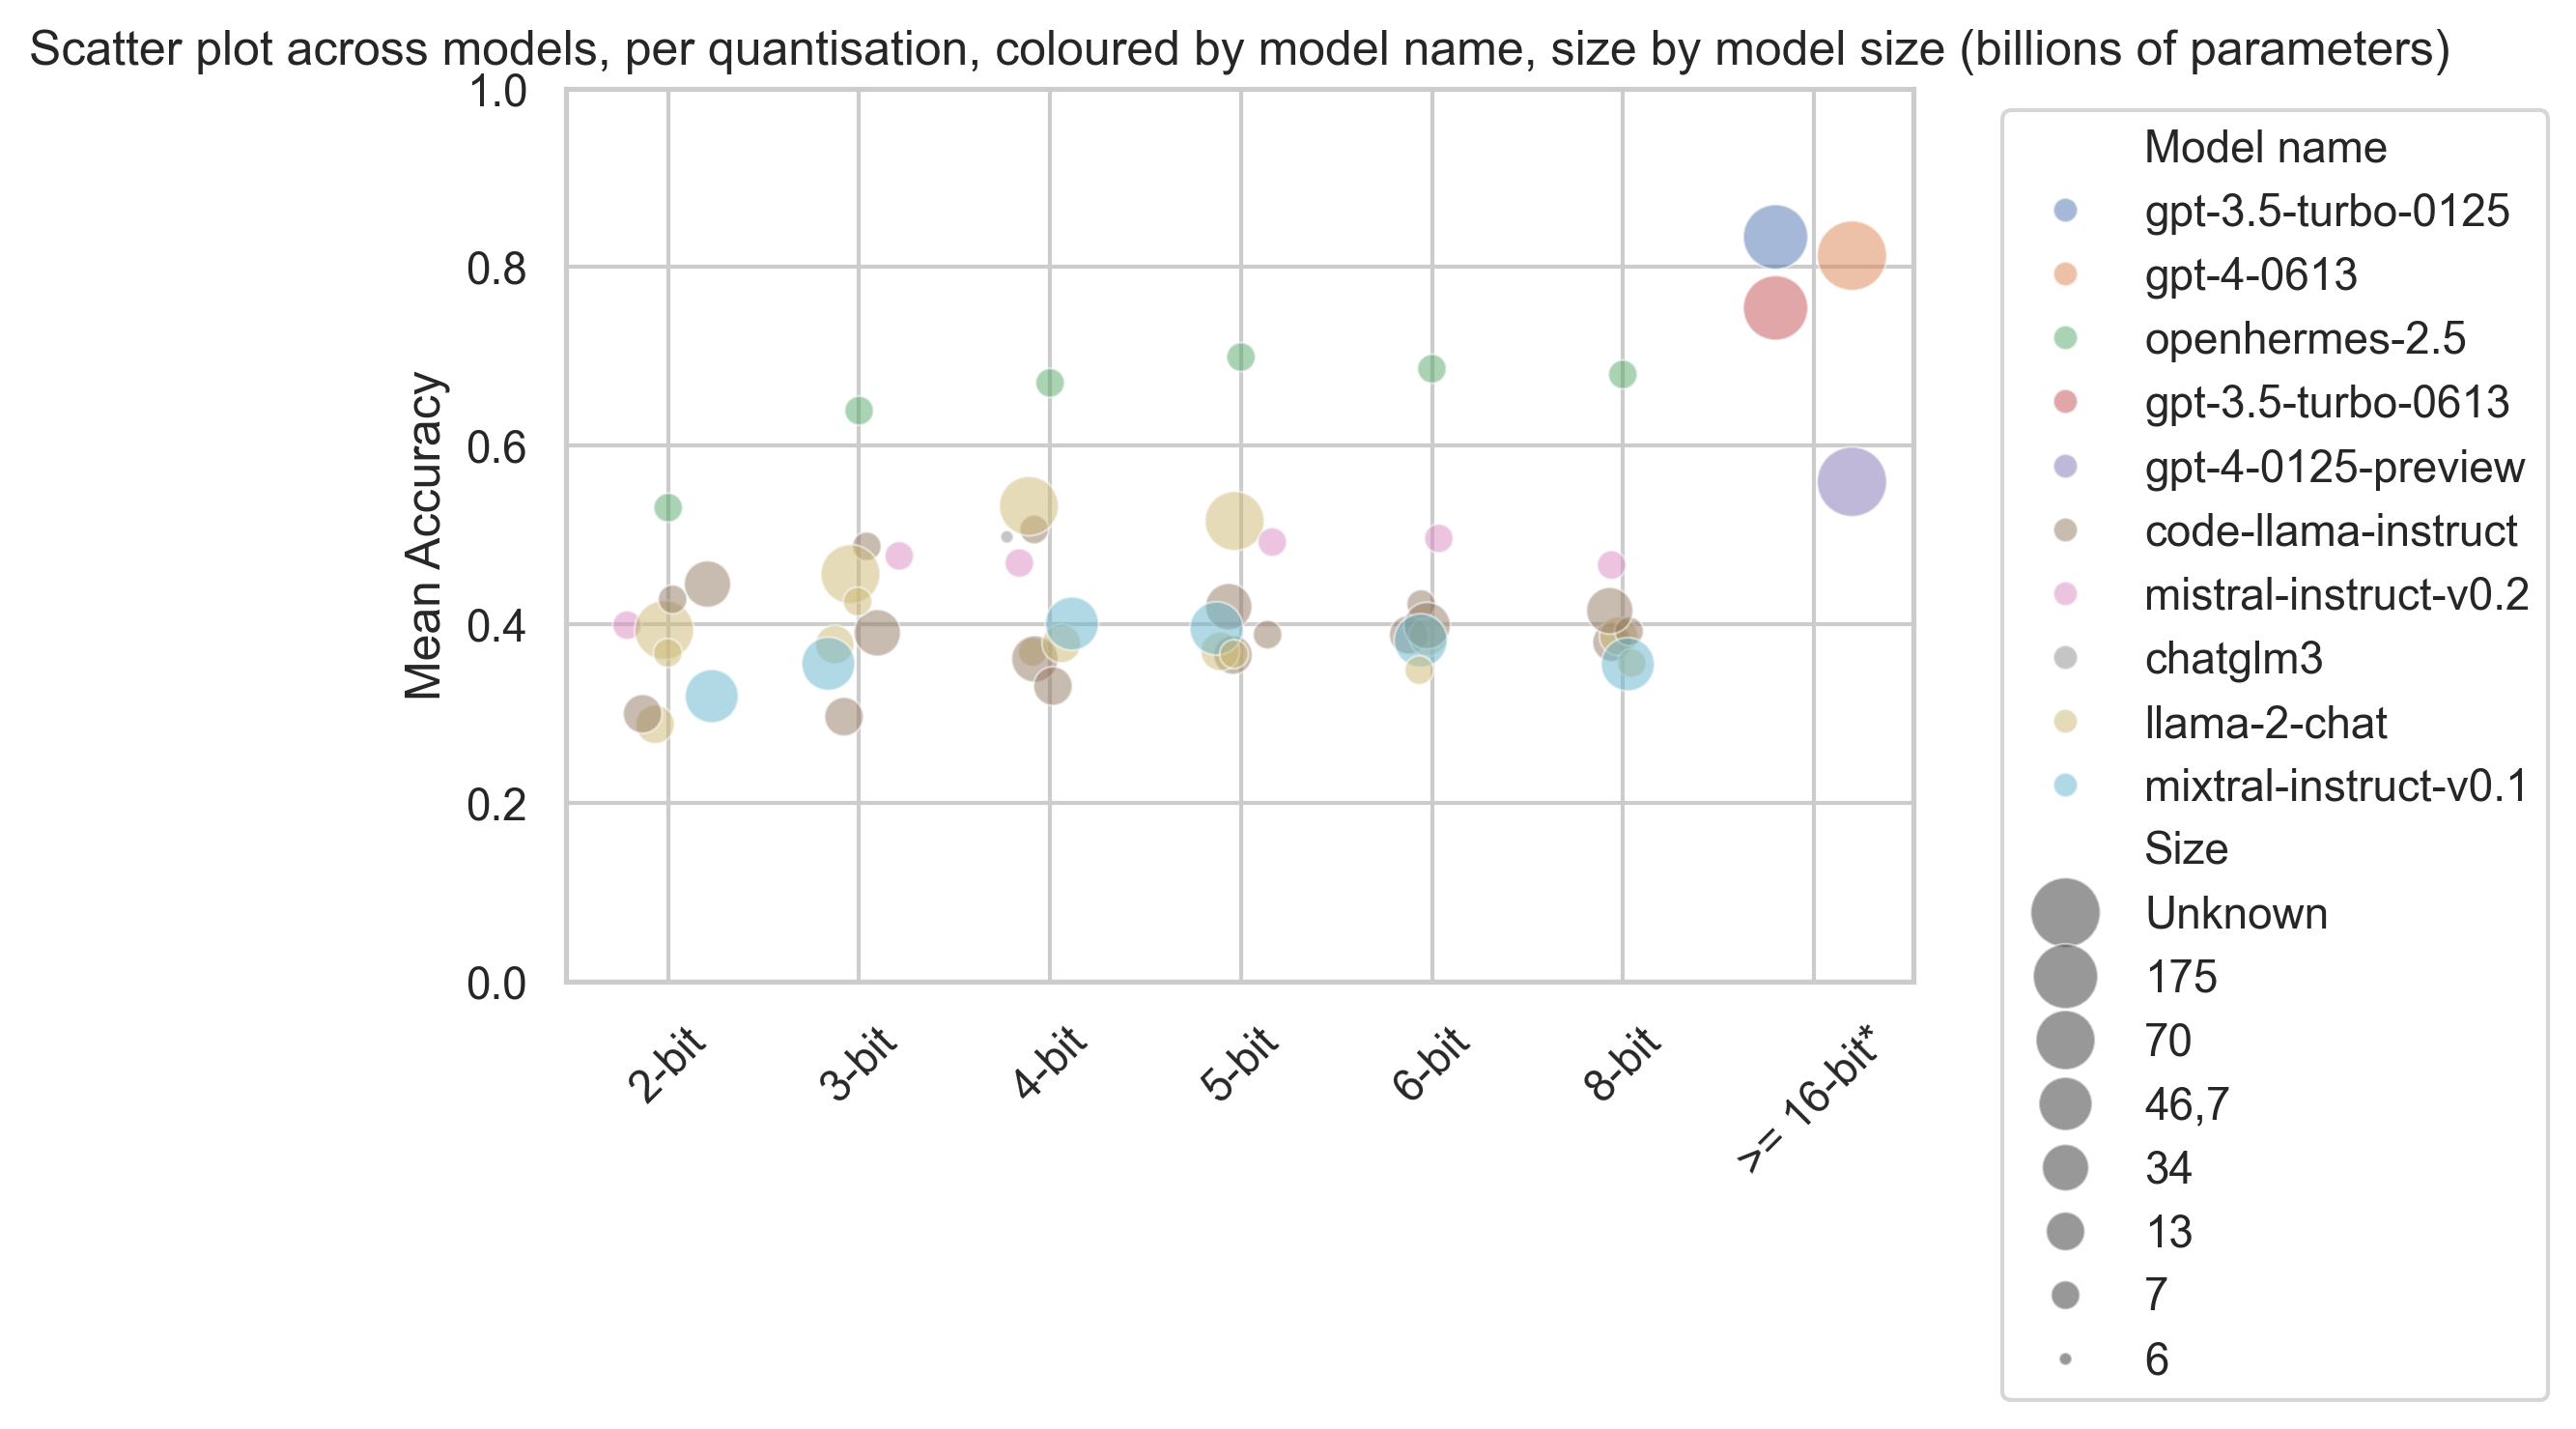 Scatter plot across models, per quantisation, coloured by model name, size by model size (billions of parameters)
1.0
0.8
0.6
0.4
0.2
0.0
Mean Accuracy
2-bit
3-bit
4-bit
5-bit
6-bit
8-bit
>= 16-bit*
Model name
gpt-3.5-turbo-0125
gpt-4-0613
openhermes-2.5
gpt-3.5-turbo-0613
gpt-4-0125-preview
code-llama-instruct
mistral-instruct-v0.2
chatglm3
llama-2-chat
mixtral-instruct-v0.1
Size
Unknown
175
70
46,7
34
13
7
6